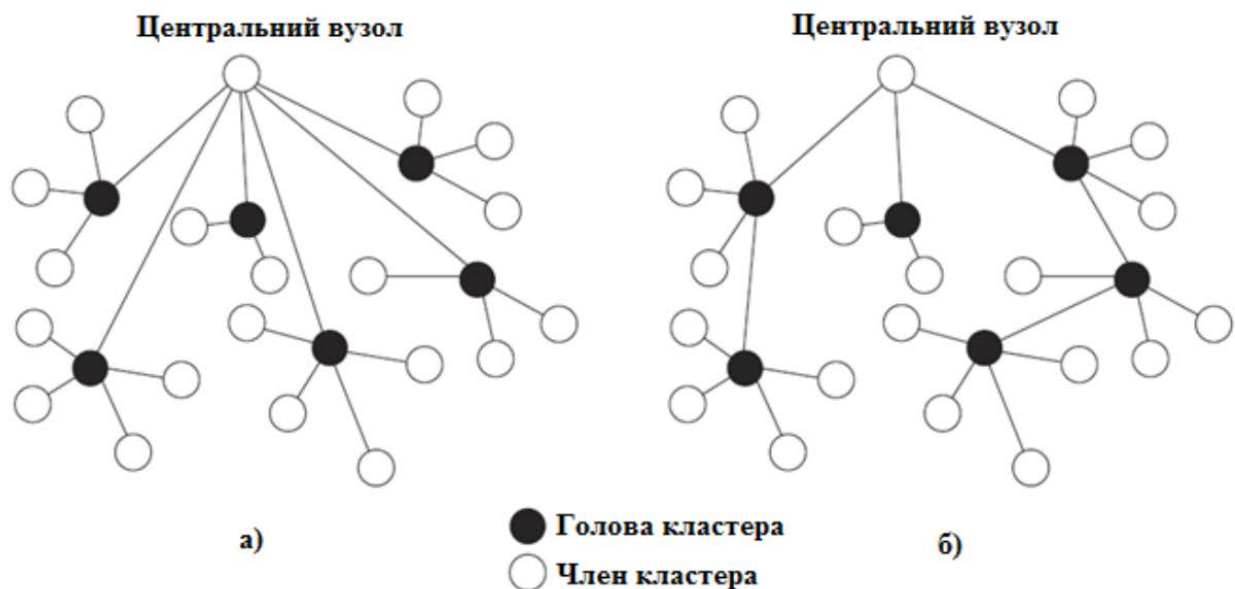 Центральний вузол
Центральний вузол
а)
б)
Голова кластера
Член кластера